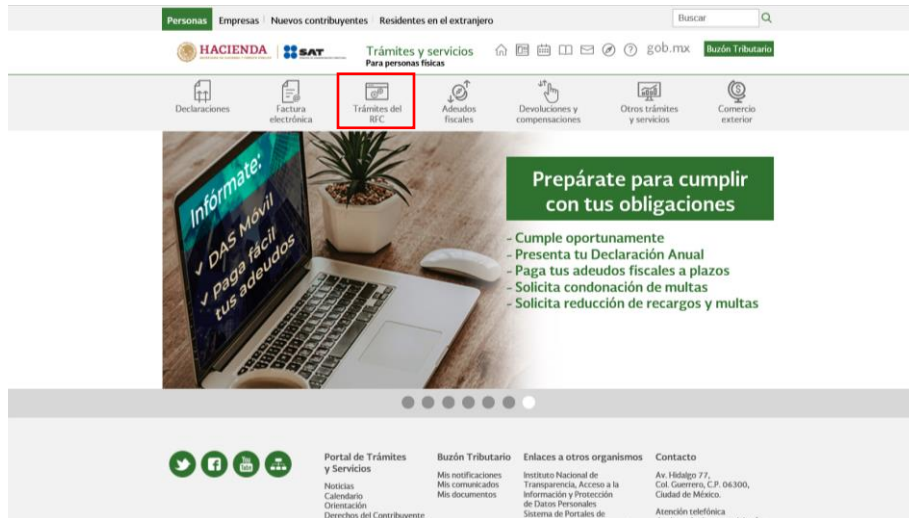 Personas Empresas Nuevos contribuyentes Residentes en el extranjero
Buscar
HACIENDA
SAT
Trámites y servicios
Para personas físicas
gob.mx
Buzón Tributario
Declaraciones
Factura
electrónica
Trámites del
RFC
Adeudos
fiscales
Devoluciones y
compensaciones
Otros trámites
y servicios
Comercio
exterior
Infórmate:
✓ DAS Móvil
✓ Paga fácil
tus adeudos
Prepárate para cumplir
con tus obligaciones
- Cumple oportunamente
- Presenta tu Declaración Anual
- Paga tus adeudos fiscales a plazos
- Solicita condonación de multas
- Solicita reducción de recargos y multas
You
Tube
Portal de Trámites
y Servicios
Noticias
Calendario
Orientación
Derechos del Contribuyente
Buzón Tributario
Mis notificaciones
Mis comunicados
Mis documentos
Enlaces a otros organismos
Instituto Nacional de
Transparencia, Acceso a la
Información y Protección
de Datos Personales
Sistema de Portales de
Contacto
Av. Hidalgo 77,
Col. Guerrero, C.P. 06300,
Ciudad de México.
Atención telefónica